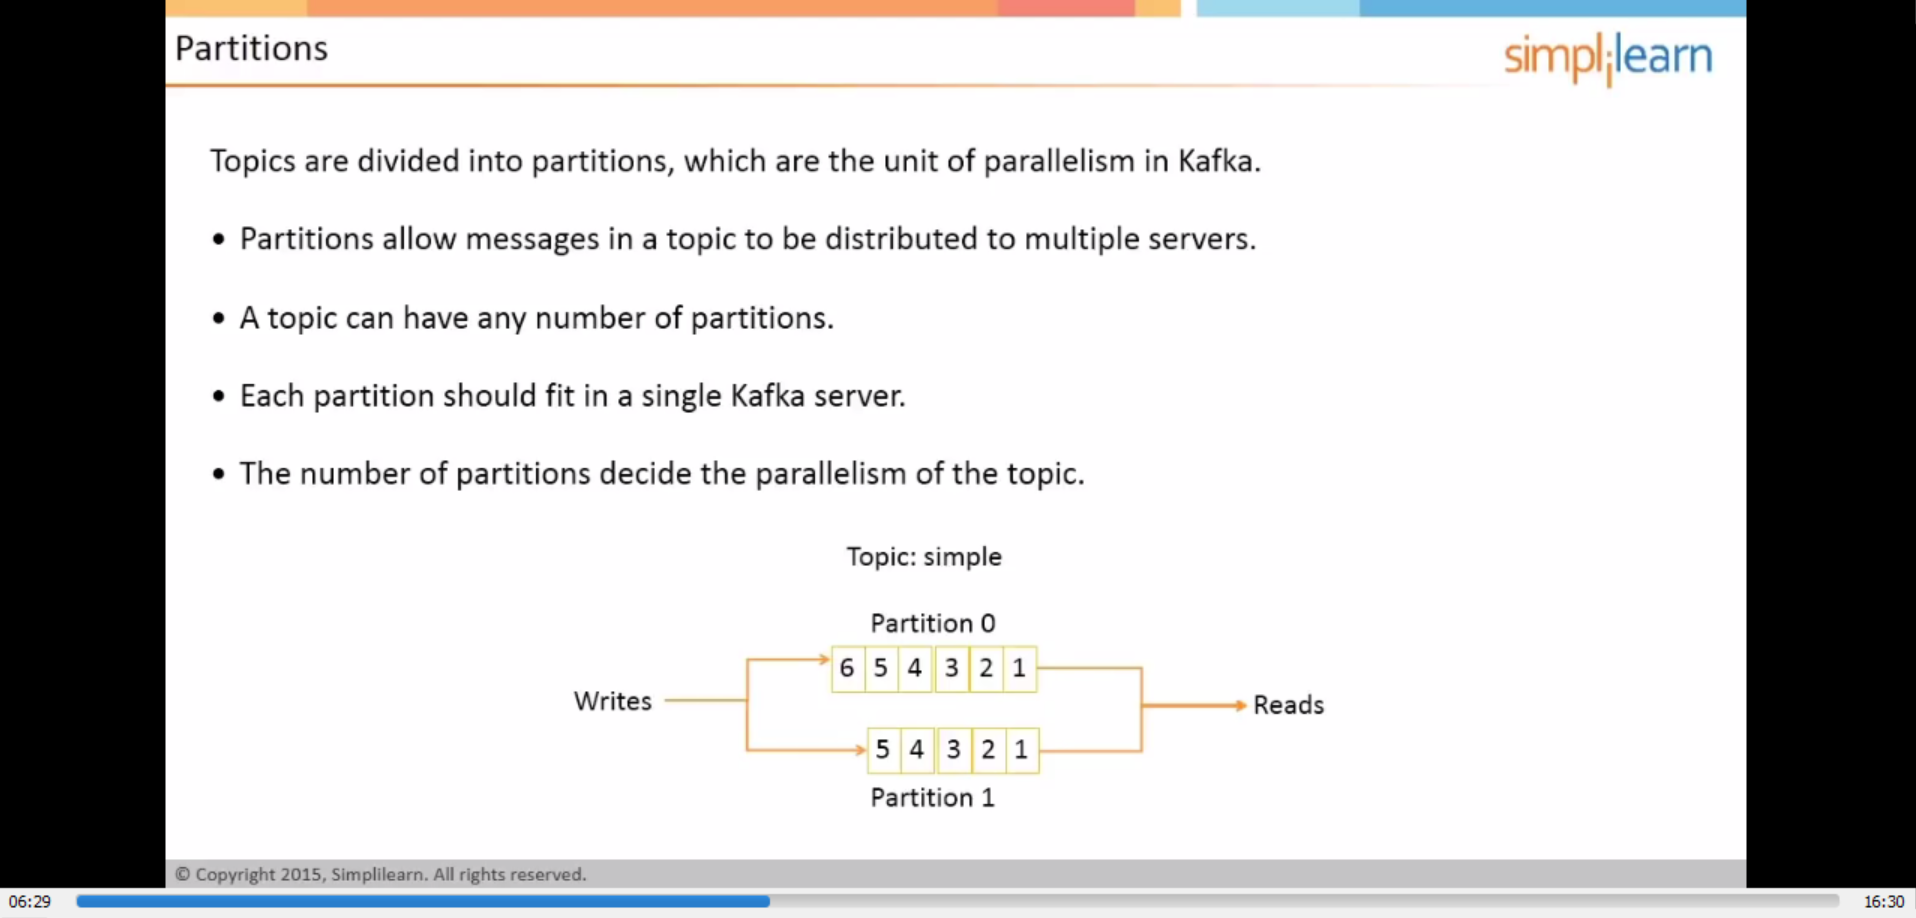 Partitions
simplilearn
Topics are divided into partitions, which are the unit of parallelism in Kafka.
• Partitions allow messages in a topic to be distributed to multiple servers.
• A topic can have any number of partitions.
• Each partition should fit in a single Kafka server.
• The number of partitions decide the parallelism of the topic.
Topic: simple
Partition 0
6 5 4 3 2 1
Writes
Reads
5 4 3 2 1
Partition 1
© Copyright 2015, Simplilearn. All rights reserved.
06:29
16:30